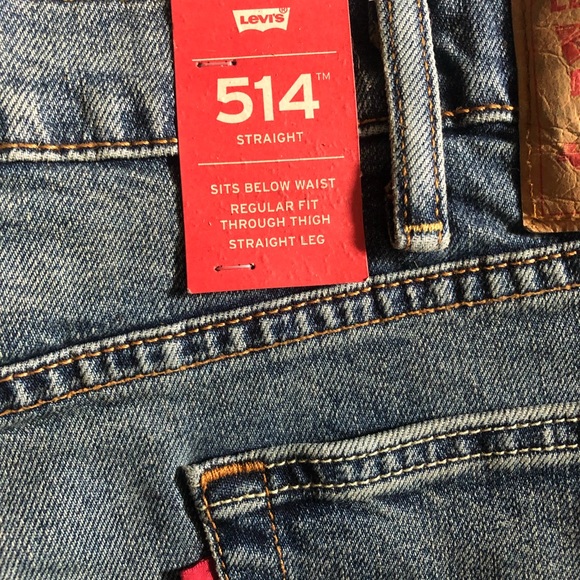 Levi's®
514™
STRAIGHT
SITS BELOW WAIST
REGULAR FIT
THROUGH THIGH
STRAIGHT LEG